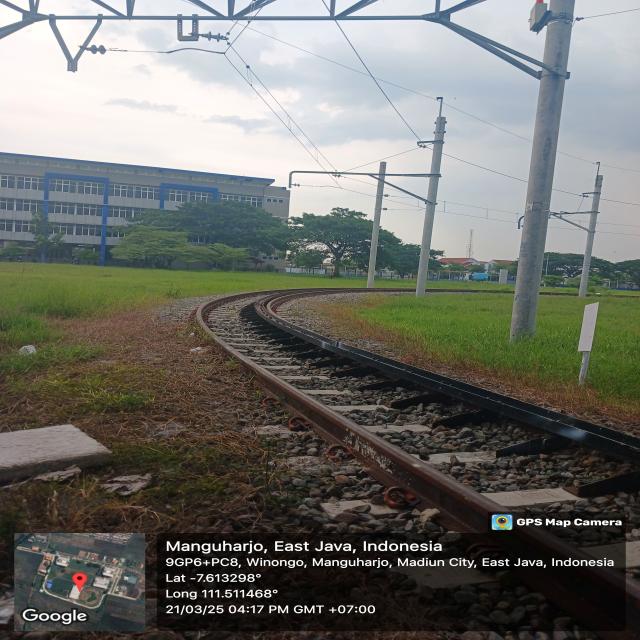 GPS Map Camera
Manguharjo, East Java, Indonesia
9GP6+PC8, Winongo, Manguharjo, Madiun City, East Java, Indonesia
Lat -7.613298°
Long 111.511468°
21/03/25 04:17 PM GMT +07:00
Google